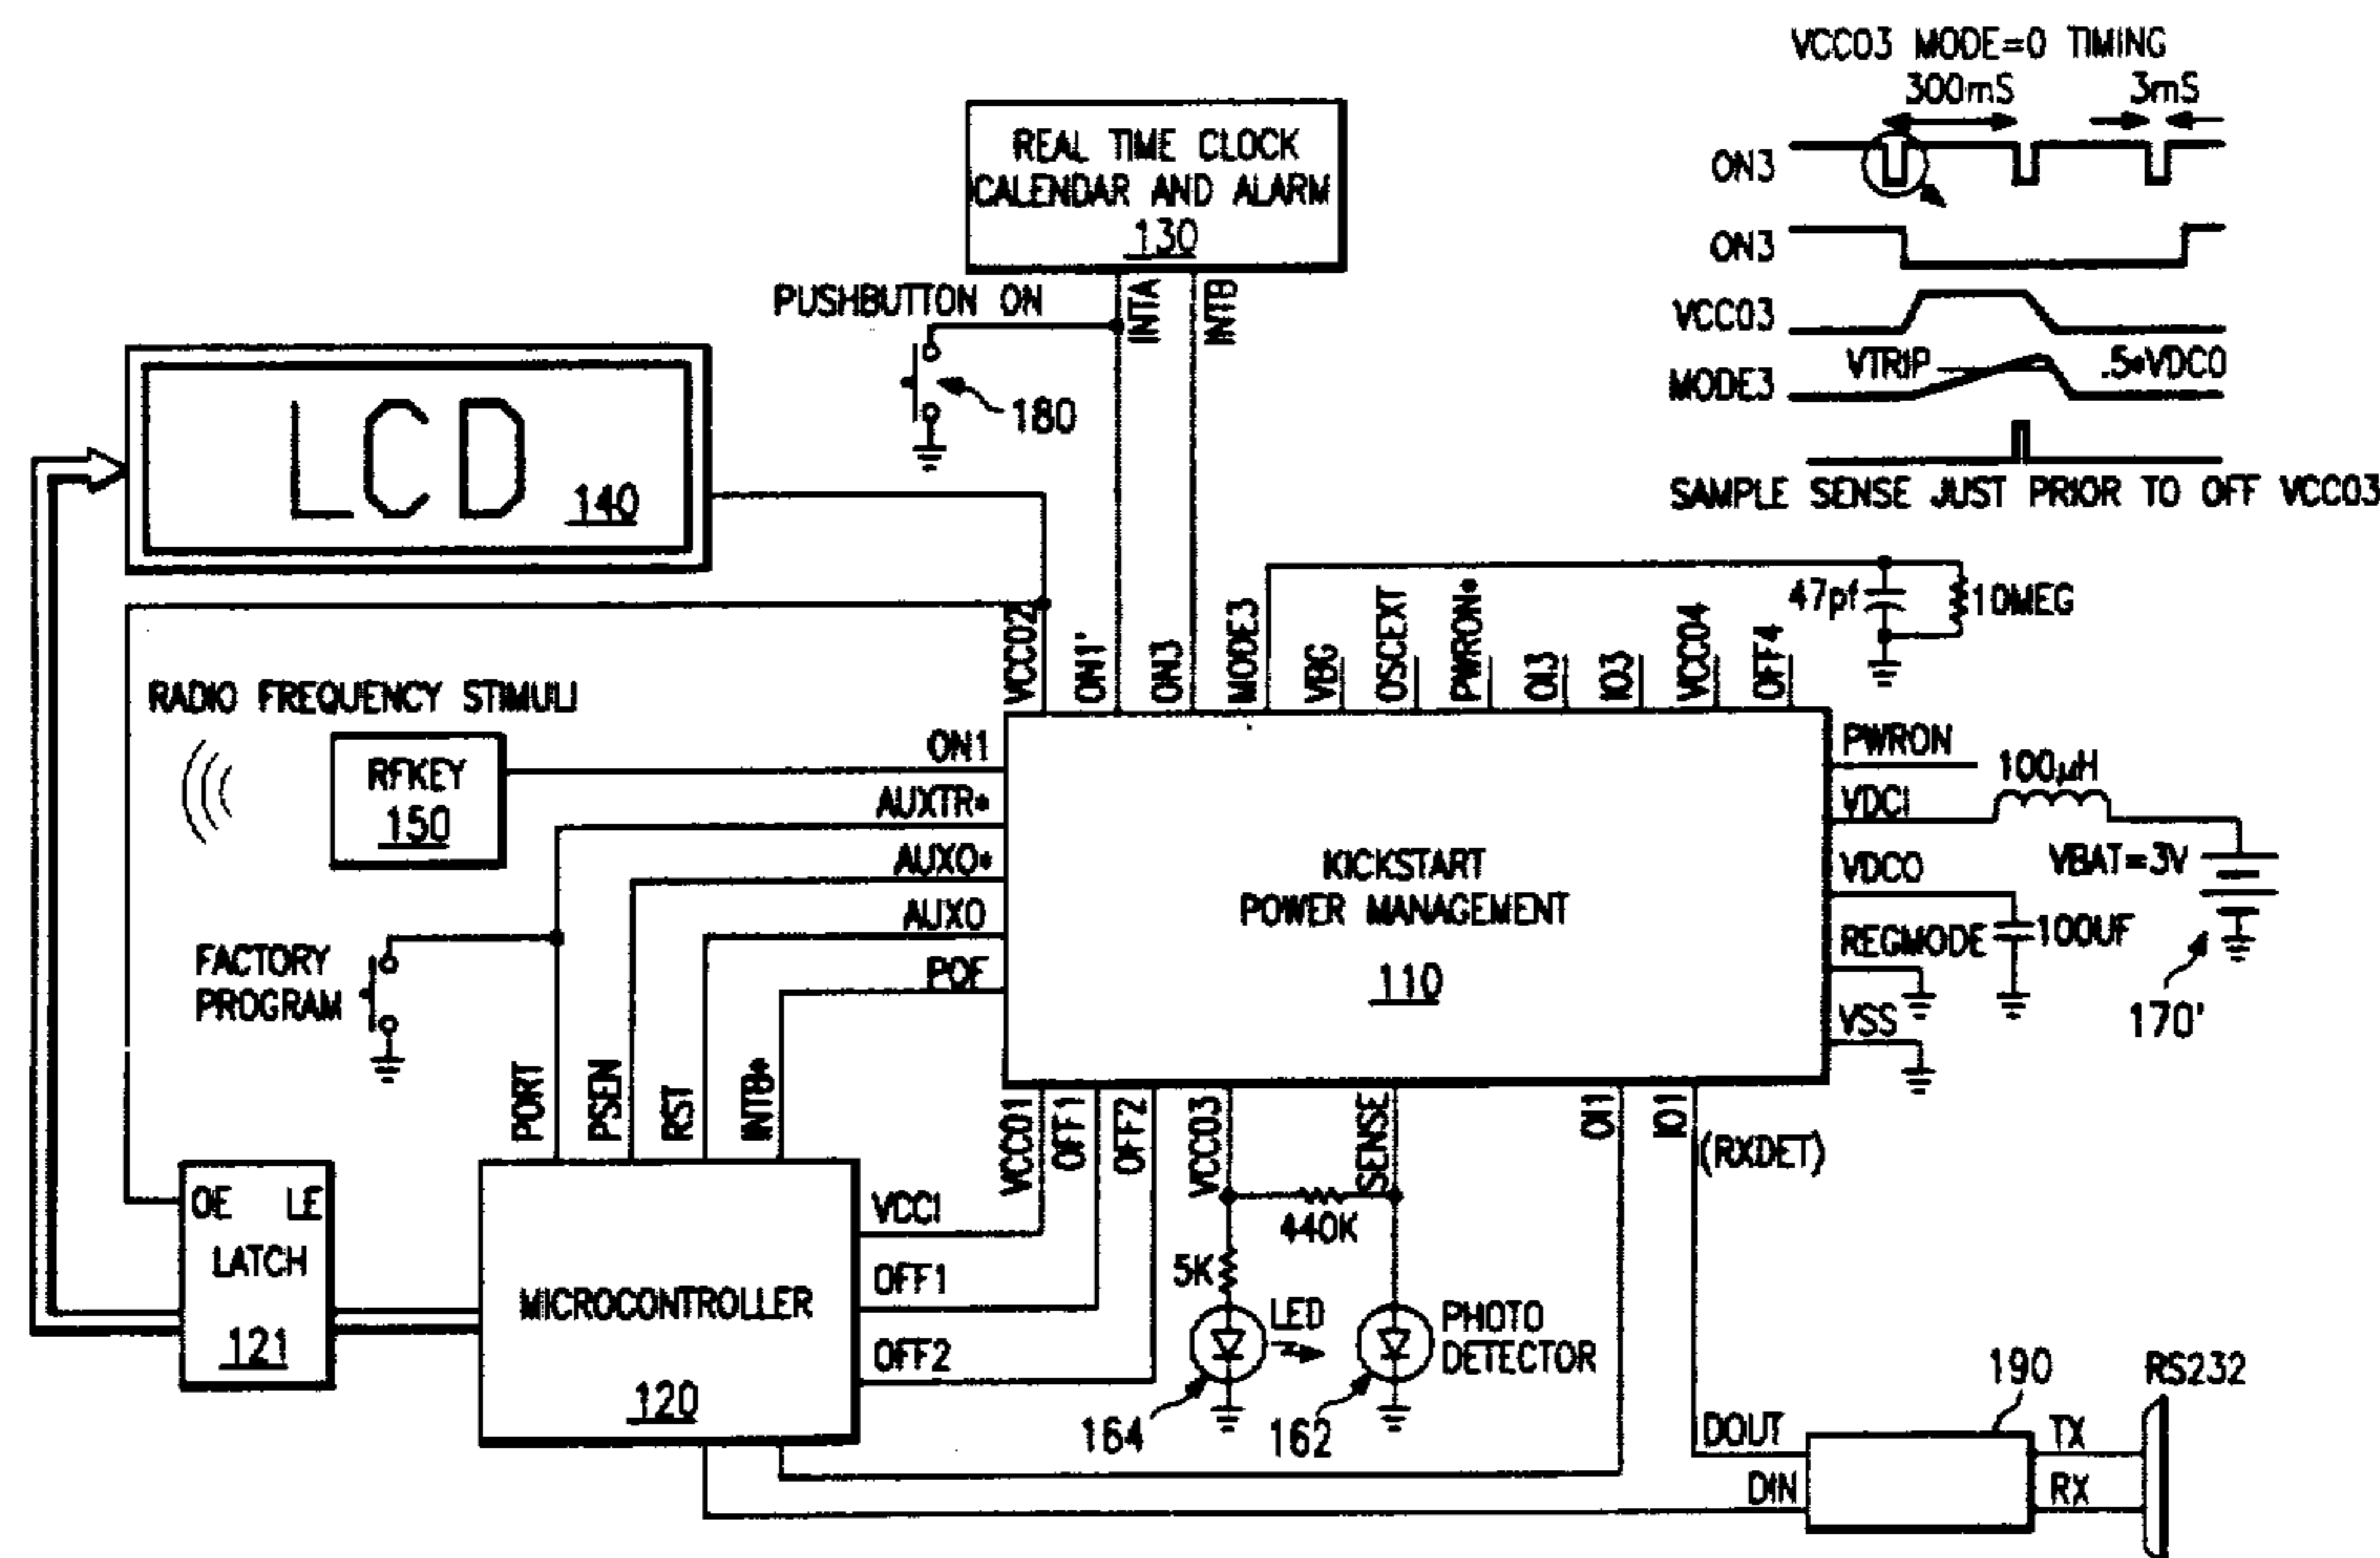 VCC03 MODE=0 TIMING
300mS 3mS
ON3
ON3
VCC03
MODE3 VTRIP .5*VDCO
SAMPLE SENSE JUST PRIOR TO OFF VCC03
REAL TIME CLOCK
CALENDAR AND ALARM
130
PUSHBUTTON ON
INTA
INTB
180
LCD
140
47pf
10MEG
VCC02
ON1'
ON3
MODE3
VBG
OSCEXT
PWRON*
OI3
IO3
VCC04
OFF4
RADIO FREQUENCY STIMULI
RFKEY
150
ON1
AUXTR*
AUXO*
AUXO
POF
KICKSTART
POWER MANAGEMENT
110
PWRON
100µH
VDCI
VDCO
VBAT=3V
REGMODE
100UF
VSS
170'
FACTORY
PROGRAM
PORT
PSEN
RST
INT0*
VCC01
OFF1
OFF2
VCC03
SENSE
OI1
IO1
(RXDET)
OE LE
LATCH
121
MICROCONTROLLER
120
VCCI
OFF1
OFF2
440K
5K
LED
PHOTO
DETECTOR
164
162
190
RS232
DOUT
DIN
TX
RX